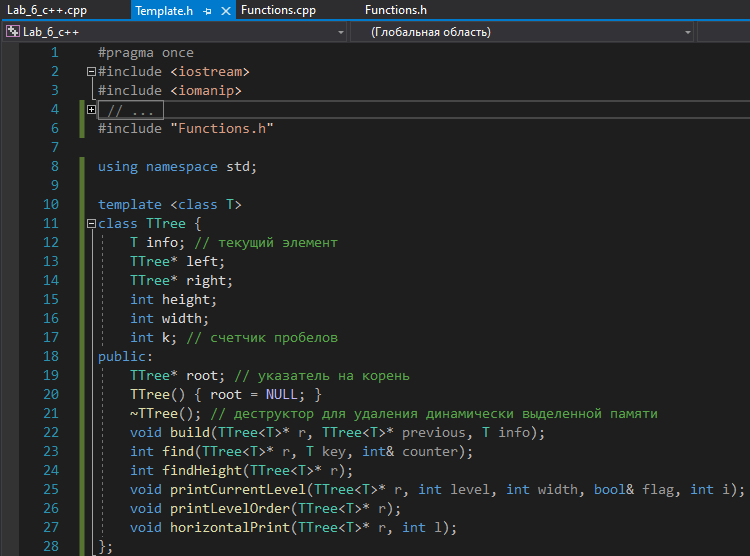 Lab_6_c++.cpp Template.h Functions.cpp Functions.h
Lab_6_c++ (Глобальная область)
1 #pragma once
2 #include <iostream>
3 #include <iomanip>
4 // ...
6 #include "Functions.h"
7
8 using namespace std;
9
10 template <class T>
11 class TTree {
12 T info; // текущий элемент
13 TTree* left;
14 TTree* right;
15 int height;
16 int width;
17 int k; // счетчик пробелов
18 public:
19 TTree* root; // указатель на корень
20 TTree() { root = NULL; }
21 ~TTree(); // деструктор для удаления динамически выделенной памяти
22 void build(TTree<T>* r, TTree<T>* previous, T info);
23 int find(TTree<T>* r, T key, int& counter);
24 int findHeight(TTree<T>* r);
25 void printCurrentLevel(TTree<T>* r, int level, int width, bool& flag, int i);
26 void printLevelOrder(TTree<T>* r);
27 void horizontalPrint(TTree<T>* r, int l);
28 };